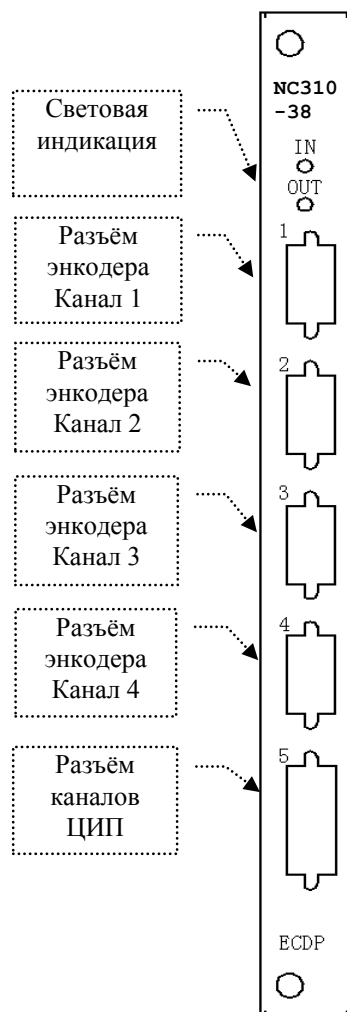 NC310
-38
Световая
индикация
IN
OUT
Разъём
энкодера
Канал 1
1
Разъём
энкодера
Канал 2
2
Разъём
энкодера
Канал 3
3
Разъём
энкодера
Канал 4
4
Разъём
каналов
ЦИП
5
ECDP